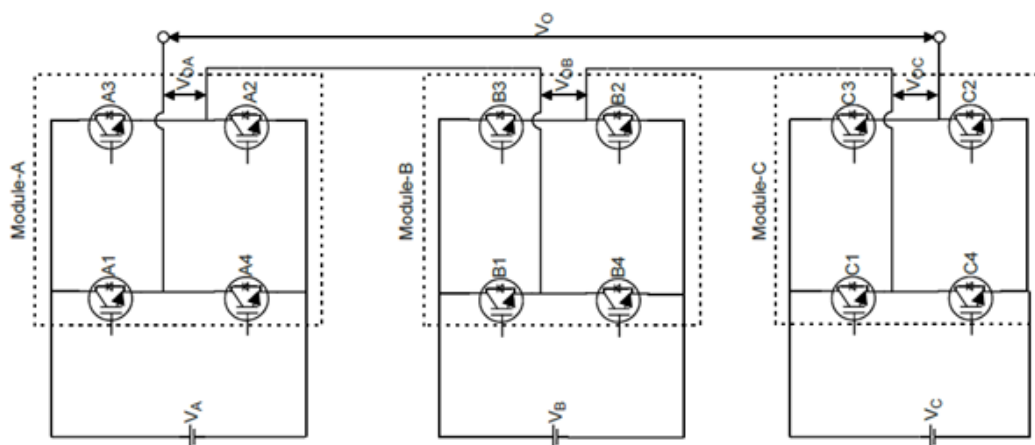 VO
VOA
VOB
VOC
Module-A
A3
A2
A1
A4
VA
Module-B
B3
B2
B1
B4
VB
Module-C
C3
C2
C1
C4
VC